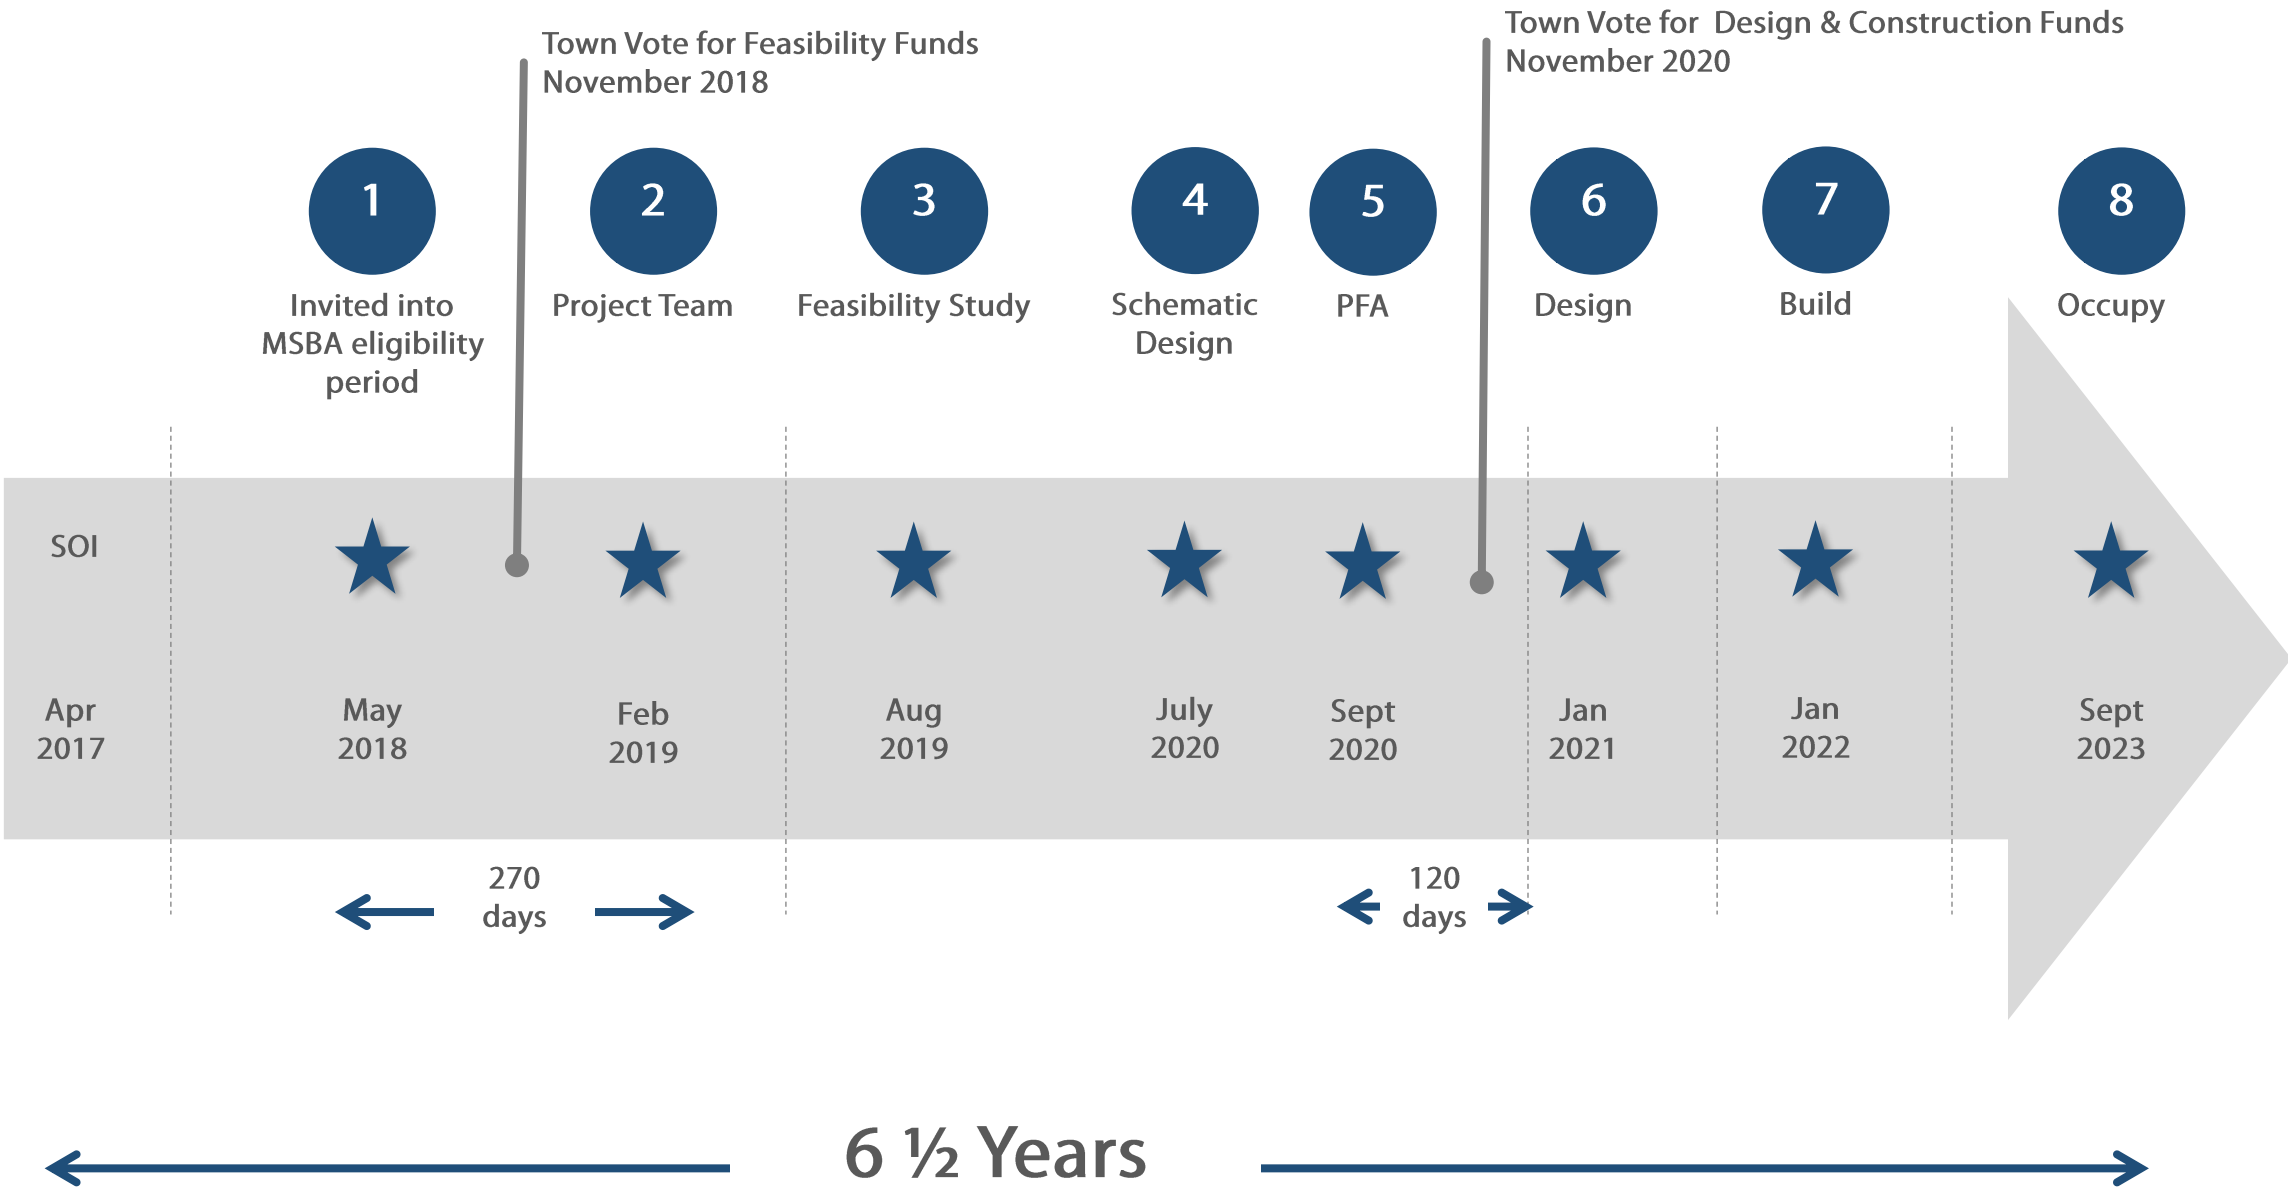 Town Vote for Feasibility Funds
November 2018
Town Vote for Design & Construction Funds
November 2020
1
Invited into
MSBA eligibility
period
2
Project Team
3
Feasibility Study
4
Schematic
Design
5
PFA
6
Design
7
Build
8
Occupy
SOI
Apr
2017
May
2018
Feb
2019
Aug
2019
July
2020
Sept
2020
Jan
2021
Jan
2022
Sept
2023
270
days
120
days
6 ½ Years